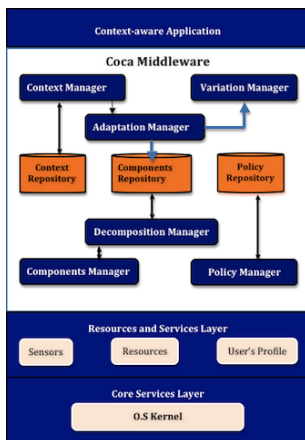 Context-aware Application
Coca Middleware
Context Manager
Variation Manager
Adaptation Manager
Context
Repository
Components
Repository
Policy
Repository
Decomposition Manager
Components Manager
Policy Manager
Resources and Services Layer
Sensors
Resources
User's Profile
Core Services Layer
O.S Kernel